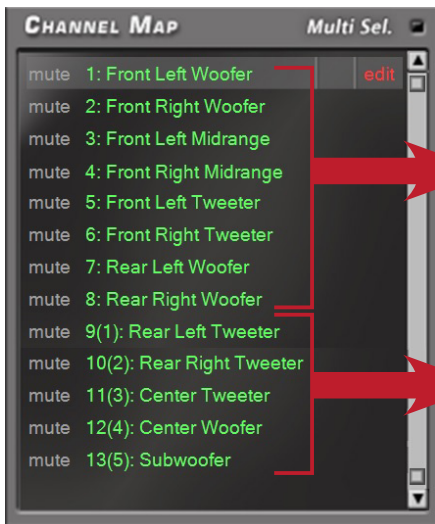 Channel Map Multi Sel.
mute 1: Front Left Woofer edit
mute 2: Front Right Woofer
mute 3: Front Left Midrange
mute 4: Front Right Midrange
mute 5: Front Left Tweeter
mute 6: Front Right Tweeter
mute 7: Rear Left Woofer
mute 8: Rear Right Woofer
mute 9(1): Rear Left Tweeter
mute 10(2): Rear Right Tweeter
mute 11(3): Center Tweeter
mute 12(4): Center Woofer
mute 13(5): Subwoofer